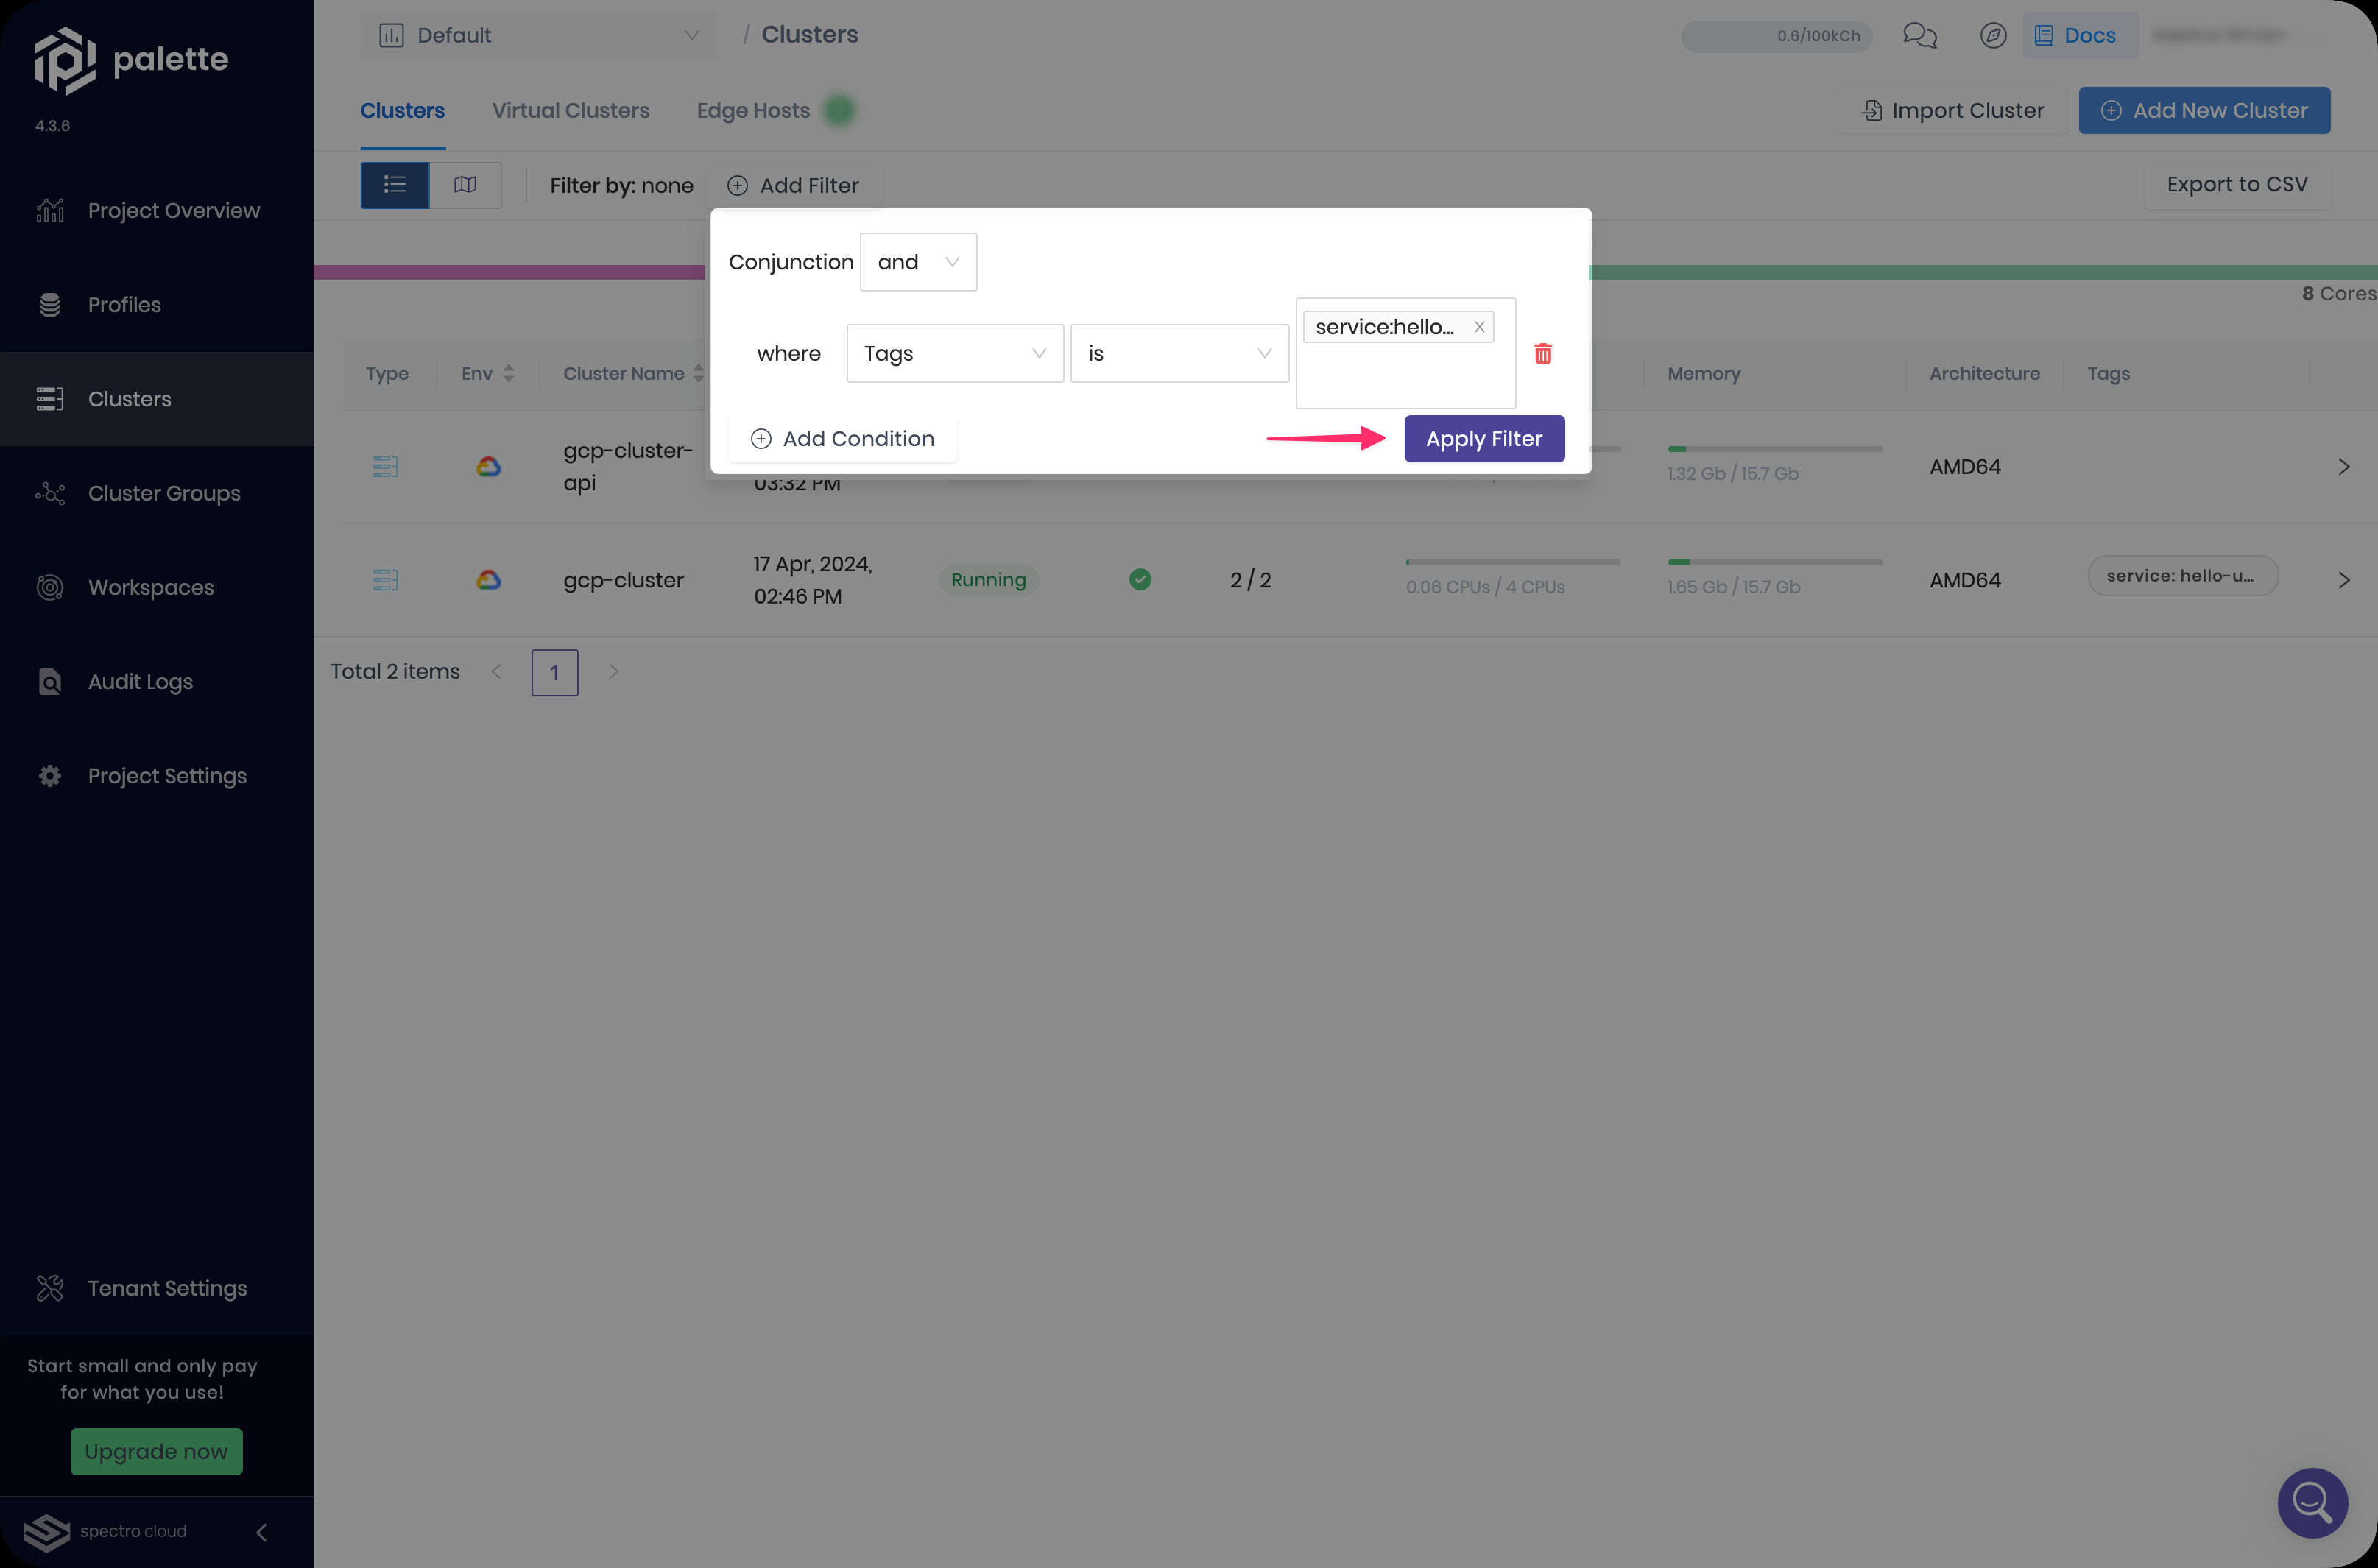 palette
4.3.6
Project Overview
Profiles
Clusters
Cluster Groups
Workspaces
Audit Logs
Project Settings
Tenant Settings
Start small and only pay
for what you use!
Upgrade now
spectro cloud
Default
/ Clusters
0.6/100kCh
Docs
Clusters
Virtual Clusters
Edge Hosts
Import Cluster
Add New Cluster
Filter by: none
Add Filter
Export to CSV
Conjunction
and
where
Tags
is
service:hello...
Add Condition
Apply Filter
8 Cores
Type
Env
Cluster Name
Memory
Architecture
Tags
gcp-cluster-
api
03:32 PM
1.32 Gb / 15.7 Gb
AMD64
gcp-cluster
17 Apr, 2024,
02:46 PM
Running
2 / 2
0.06 CPUs / 4 CPUs
1.65 Gb / 15.7 Gb
AMD64
service: hello-u...
Total 2 items
1